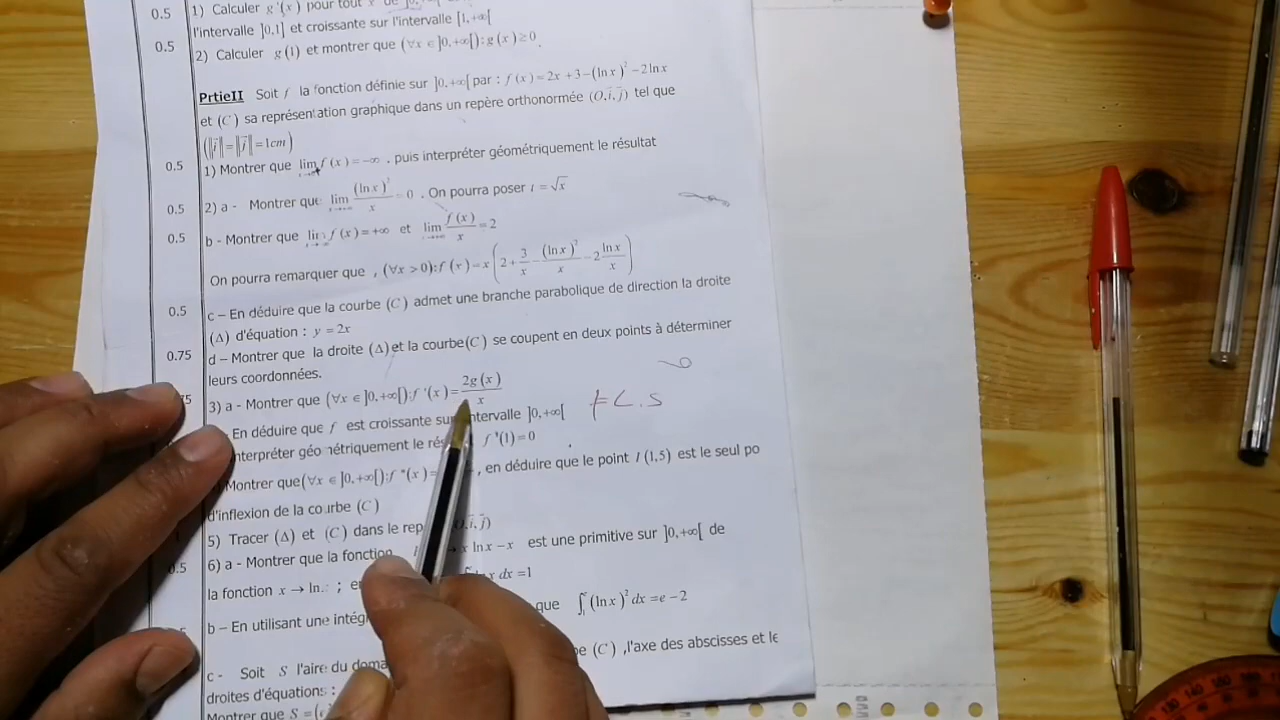 0.5 1) Calculer g'(x) pour tout x de
l'intervalle ]0,1] et croissante sur l'intervalle [1,+∞[
0.5 2) Calculer g(1) et montrer que (∀x ∈ ]0,+∞[) : g(x) ≥ 0
PrtieII Soit f la fonction définie sur ]0,+∞[ par : f(x) = 2x + 3 − (ln x)² − 2 ln x
et (C) sa représentation graphique dans un repère orthonormée (O,i,j) tel que
(‖i‖ = ‖j‖ = 1cm)
0.5 1) Montrer que lim f(x) = −∞ . puis interpréter géométriquement le résultat
0.5 2) a - Montrer que lim (ln x)²/x = 0 . On pourra poser t = √x
0.5 b - Montrer que lim f(x) = +∞ et lim f(x)/x = 2
On pourra remarquer que , (∀x > 0) : f(x) = x(2 + 3/x − (ln x)²/x − 2 ln x/x)
0.5 c – En déduire que la courbe (C) admet une branche parabolique de direction la droite
(Δ) d'équation : y = 2x
0.75 d – Montrer que la droite (Δ) et la courbe(C) se coupent en deux points à déterminer
leurs coordonnées.
3) a - Montrer que (∀x ∈ ]0,+∞[) : f'(x) = 2g(x)/x
En déduire que f est croissante sur intervalle ]0,+∞[
nterpréter géométriquement le rés f'(1) = 0
Montrer que (∀x ∈ ]0,+∞[) : f''(x) = , en déduire que le point I(1,5) est le seul po
d'inflexion de la courbe (C)
5) Tracer (Δ) et (C) dans le rep i,j)
0.5 6) a - Montrer que la fonction x ln x − x est une primitive sur ]0,+∞[ de
la fonction x → ln ; e x dx = 1
b – En utilisant une intég que ∫ (ln x)² dx = e − 2
c - Soit S l'aire du doma be (C) ,l'axe des abscisses et le
droites d'équations :
Montrer que S = (